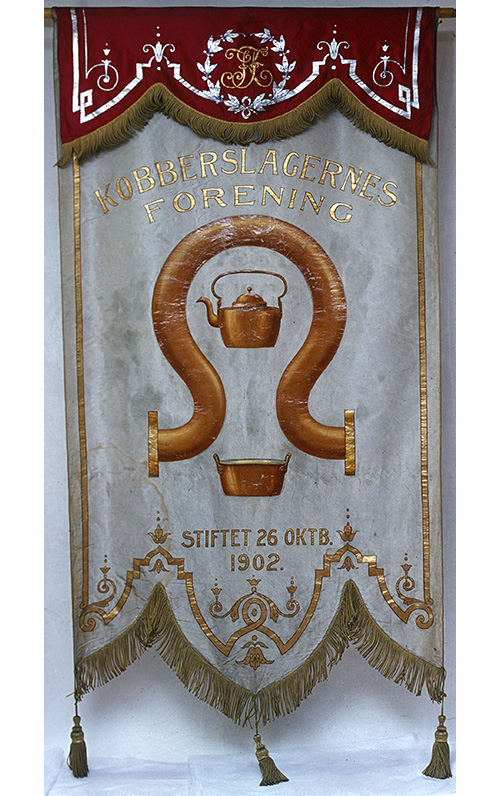 KOBBERSLAGERNES
FORENING
STIFTET 26 OKTB.
1902.